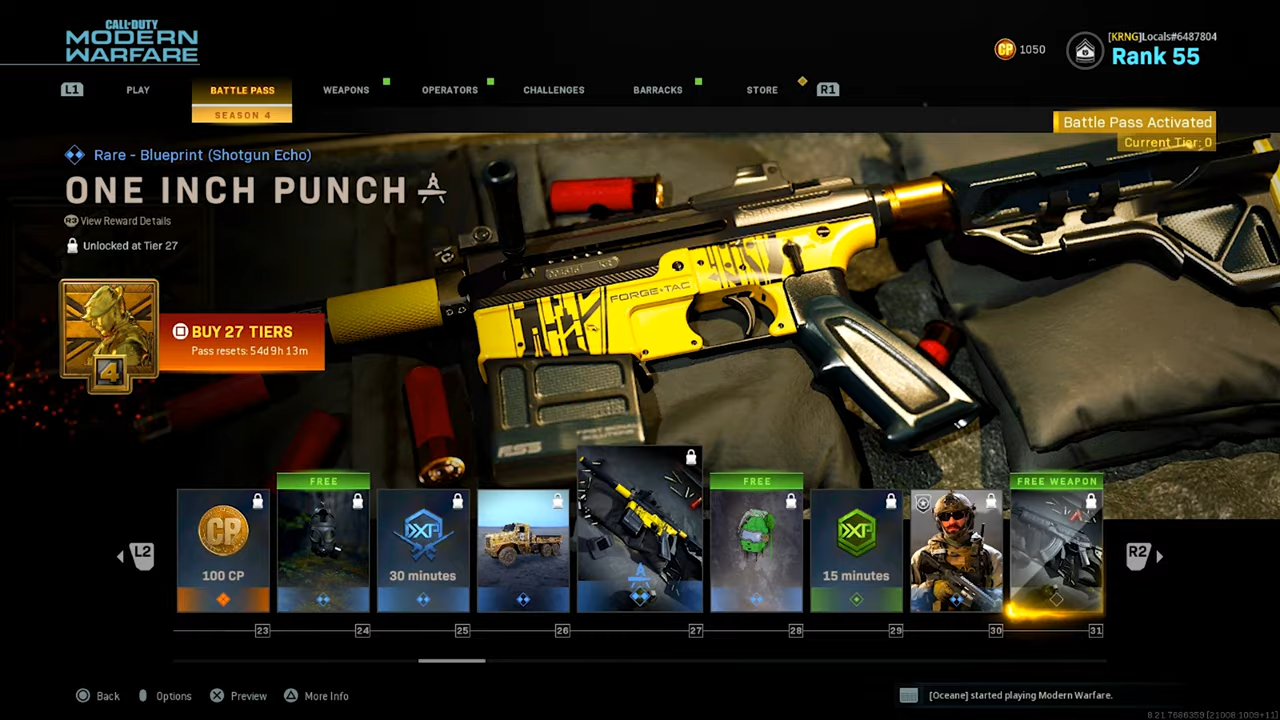 CALL OF DUTY
MODERN
WARFARE
CP 1050
[KRNG]Locals#6487804
Rank 55
L1
PLAY
BATTLE PASS
WEAPONS
OPERATORS
CHALLENGES
BARRACKS
STORE
R1
SEASON 4
Battle Pass Activated
Current Tier: 0
Rare - Blueprint (Shotgun Echo)
ONE INCH PUNCH
R3 View Reward Details
Unlocked at Tier 27
FORGE-TAC
BUY 27 TIERS
Pass resets: 54d 9h 13m
4
L2
CP
100 CP
FREE
DXP
30 minutes
FREE
DXP
15 minutes
FREE WEAPON
R2
23
24
25
26
27
28
29
30
31
Back
Options
Preview
More Info
[Oceane] started playing Modern Warfare.